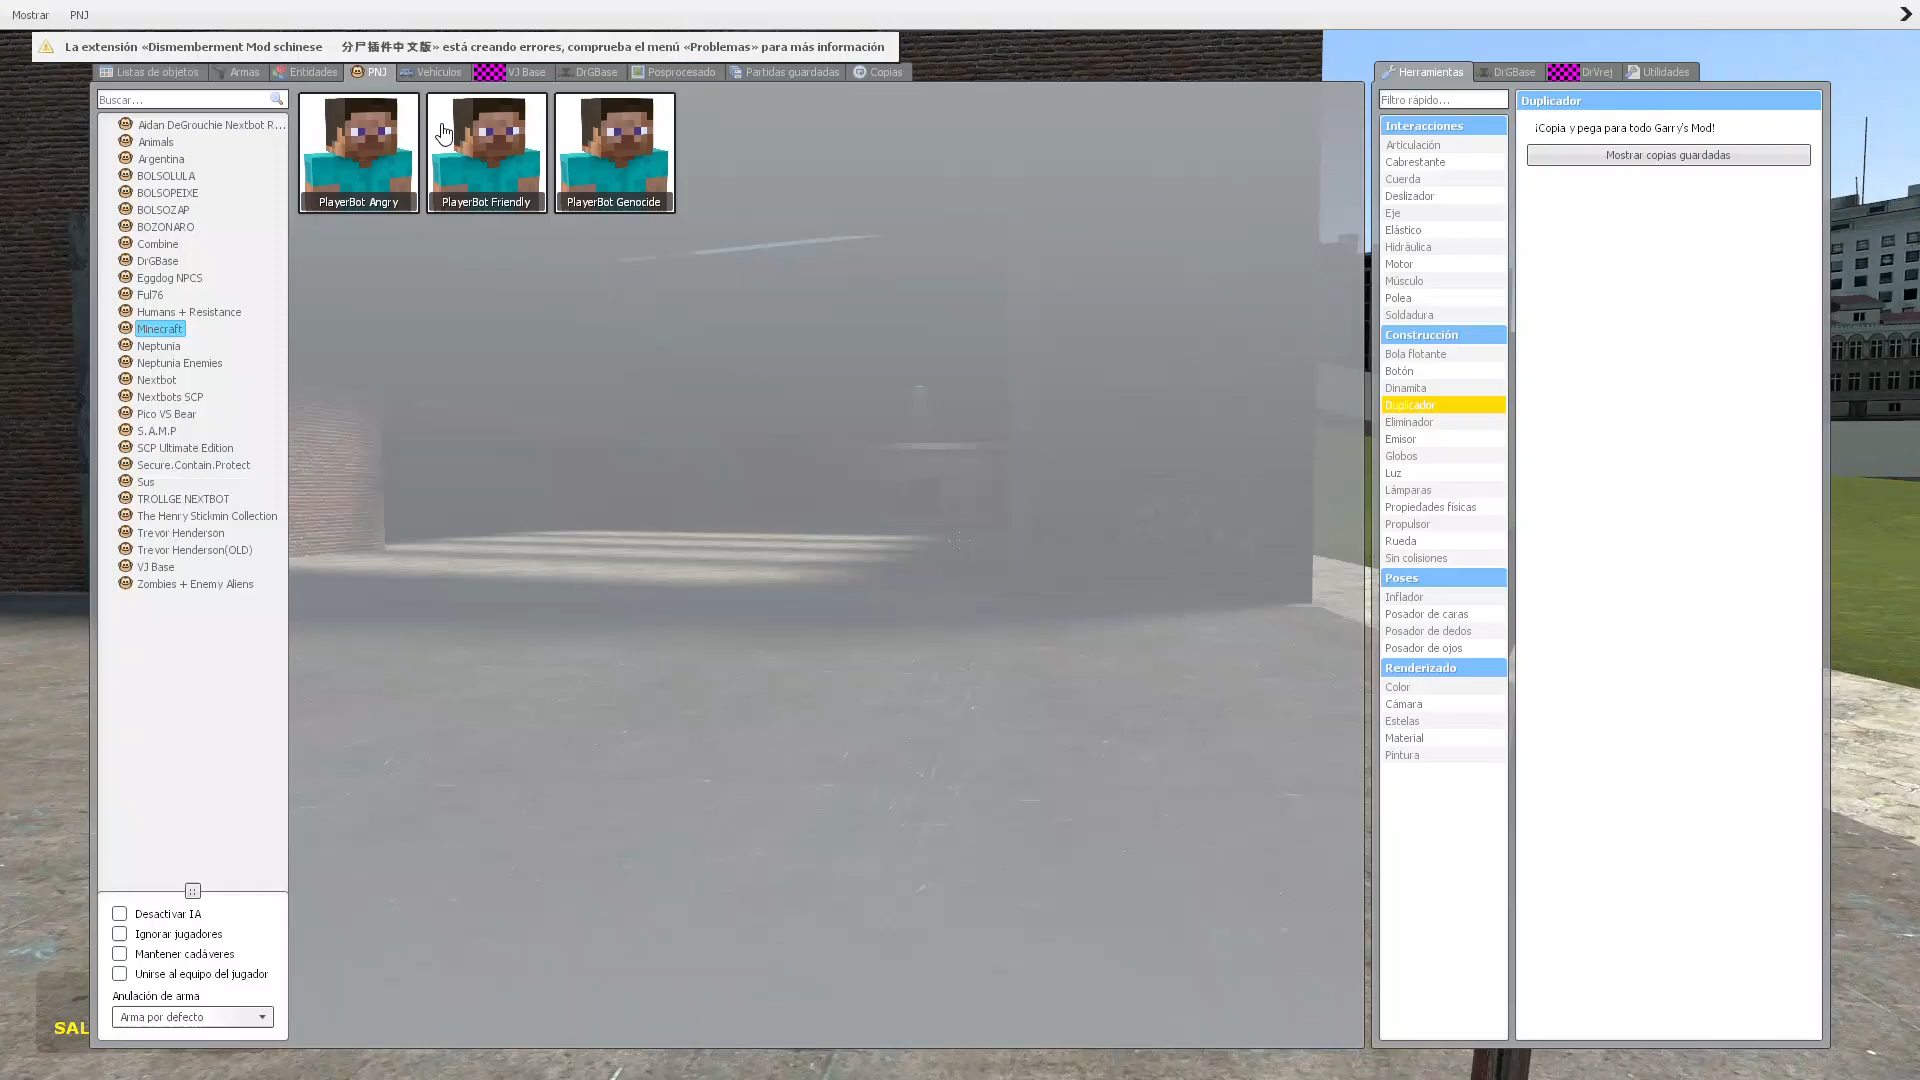 Mostrar PNJ
La extensión «Dismemberment Mod schinese 分尸插件中文版» está creando errores, comprueba el menú «Problemas» para más información
Listas de objetos Armas Entidades PNJ Vehículos VJ Base DrGBase Posprocesado Partidas guardadas Copias
Buscar...
Aidan DeGrouchie Nextbot R...
Animals
Argentina
BOLSOLULA
BOLSOPEIXE
BOLSOZAP
BOZONARO
Combine
DrGBase
Eggdog NPCS
Ful76
Humans + Resistance
Minecraft
Neptunia
Neptunia Enemies
Nextbot
Nextbots SCP
Pico VS Bear
S.A.M.P
SCP Ultimate Edition
Secure.Contain.Protect
Sus
TROLLGE NEXTBOT
The Henry Stickmin Collection
Trevor Henderson
Trevor Henderson(OLD)
VJ Base
Zombies + Enemy Aliens
Desactivar IA
Ignorar jugadores
Mantener cadáveres
Unirse al equipo del jugador
Anulación de arma
Arma por defecto
SAL
PlayerBot Angry PlayerBot Friendly PlayerBot Genocide
Herramientas DrGBase DrVrej Utilidades
Filtro rápido...
Interacciones
Articulación
Cabrestante
Cuerda
Deslizador
Eje
Elástico
Hidráulica
Motor
Músculo
Polea
Soldadura
Construcción
Bola flotante
Botón
Dinamita
Duplicador
Eliminador
Emisor
Globos
Luz
Lámparas
Propiedades físicas
Propulsor
Rueda
Sin colisiones
Poses
Inflador
Posador de caras
Posador de dedos
Posador de ojos
Renderizado
Color
Cámara
Estelas
Material
Pintura
Duplicador
¡Copia y pega para todo Garry's Mod!
Mostrar copias guardadas